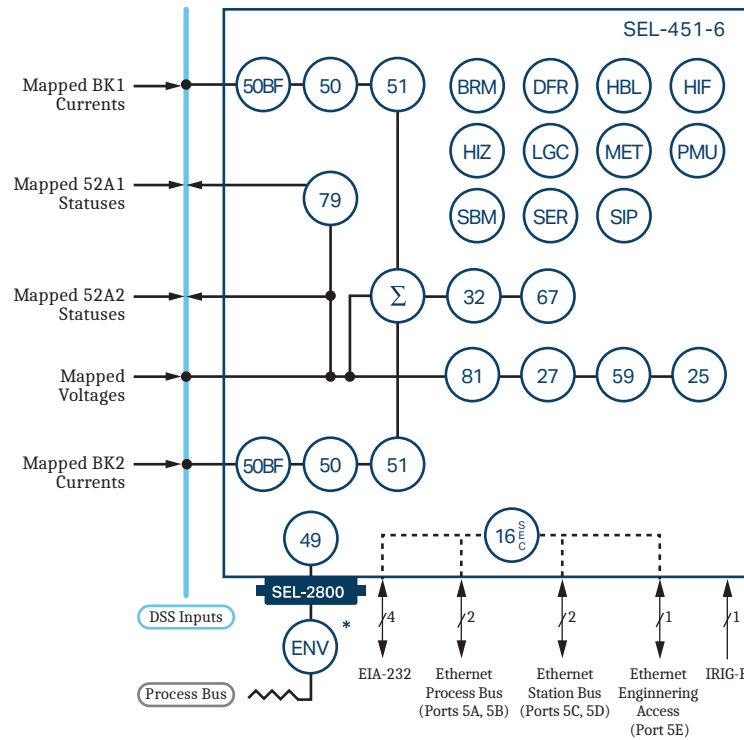 SEL-451-6
Mapped BK1
Currents
50BF
50
51
BRM
DFR
HBL
HIF
HIZ
LGC
MET
PMU
SBM
SER
SIP
Mapped 52A1
Statuses
79
Mapped 52A2
Statuses
Σ
32
67
Mapped
Voltages
81
27
59
25
Mapped BK2
Currents
50BF
50
51
49
16
SEC
SEL-2800
DSS Inputs
ENV
*
4
2
2
1
1
Process Bus
EIA-232
Ethernet
Process Bus
(Ports 5A, 5B)
Ethernet
Station Bus
(Ports 5C, 5D)
Ethernet
Enginnering
Access
(Port 5E)
IRIG-